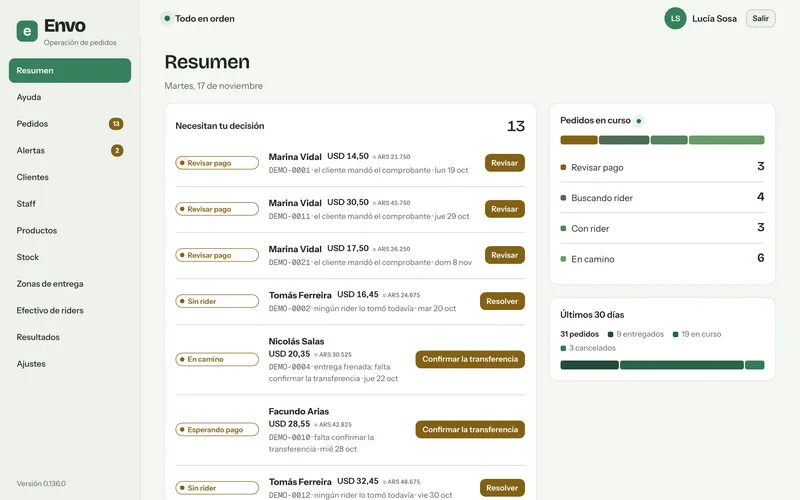 e
Envo
Operación de pedidos
Resumen
Ayuda
Pedidos 13
Alertas 2
Clientes
Staff
Productos
Stock
Zonas de entrega
Efectivo de riders
Resultados
Ajustes
Versión 0.136.0
Todo en orden
LS Lucía Sosa Salir
Resumen
Martes, 17 de noviembre
Necesitan tu decisión 13
Revisar pago
Marina Vidal USD 14,50 ≈ ARS 21.750
DEMO-0001 · el cliente mandó el comprobante · lun 19 oct
Revisar
Revisar pago
Marina Vidal USD 30,50 ≈ ARS 45.750
DEMO-0011 · el cliente mandó el comprobante · jue 29 oct
Revisar
Revisar pago
Marina Vidal USD 17,50 ≈ ARS 26.250
DEMO-0021 · el cliente mandó el comprobante · dom 8 nov
Revisar
Sin rider
Tomás Ferreira USD 16,45 ≈ ARS 24.675
DEMO-0002 · ningún rider lo tomó todavía · mar 20 oct
Resolver
En camino
Nicolás Salas
USD 20,35 ≈ ARS 30.525
DEMO-0004 · entrega frenada: falta
confirmar la transferencia · jue 22 oct
Confirmar la transferencia
Esperando pago
Facundo Arias
USD 28,55 ≈ ARS 42.825
DEMO-0010 · falta confirmar la
transferencia · mié 28 oct
Confirmar la transferencia
Sin rider
Tomás Ferreira USD 32,45 ≈ ARS 48.675
DEMO-0012 · ningún rider lo tomó todavía · vie 30 oct
Resolver
Pedidos en curso
Revisar pago 3
Buscando rider 4
Con rider 3
En camino 6
Últimos 30 días
31 pedidos 9 entregados 19 en curso
3 cancelados